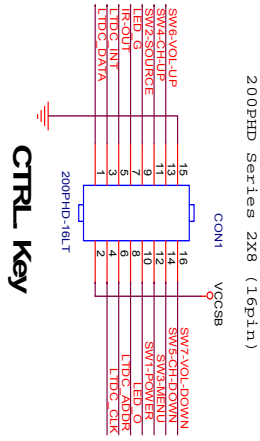 200PHD Series 2X8 (16pin)
CON1
VCCSB
SW6-VOL-UP
SW4-CH-UP
SW2-SOURCE
LED_G
IR-OUT
LTDC_INT
LTDC_DATA
15
13
11
9
7
5
3
1
16
14
12
10
8
6
4
2
SW7-VOL-DOWN
SW5-CH-DOWN
SW3-MENU
SW1-POWER
LED_O
LTDC_ADDR
LTDC_CLK
200PHD-16LT
CTRL Key